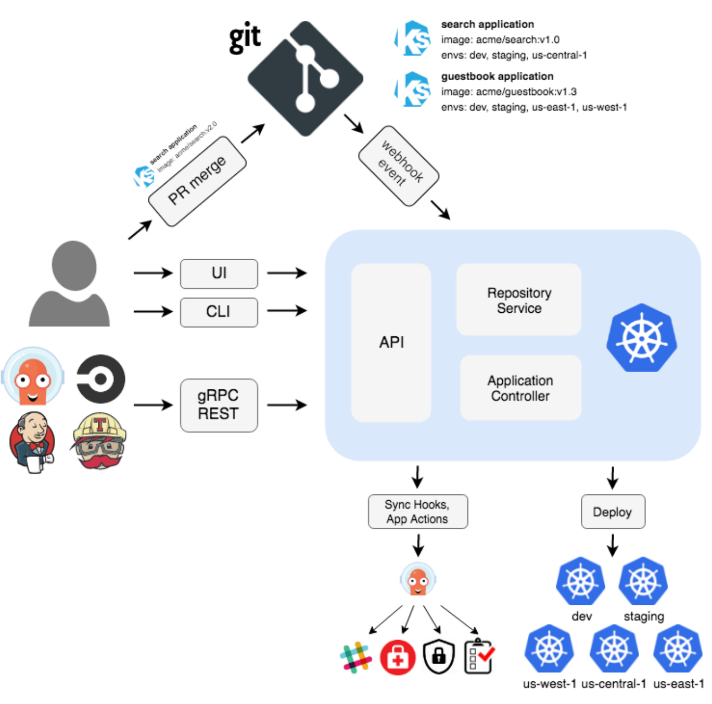 git
search application
image: acme/search:v1.0
envs: dev, staging, us-central-1
guestbook application
image: acme/guestbook:v1.3
envs: dev, staging, us-east-1, us-west-1
KS
KS
KS
search application
image: acme/search:v2.0
PR merge
webhook
event
UI
CLI
gRPC
REST
API
Repository
Service
Application
Controller
T
Sync Hooks,
App Actions
Deploy
dev
staging
us-west-1
us-central-1
us-east-1